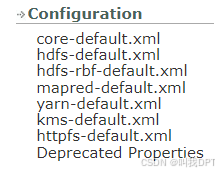 Configuration
core-default.xml
hdfs-default.xml
hdfs-rbf-default.xml
mapred-default.xml
yarn-default.xml
kms-default.xml
httpfs-default.xml
Deprecated Properties
CSDN @叫我DPT